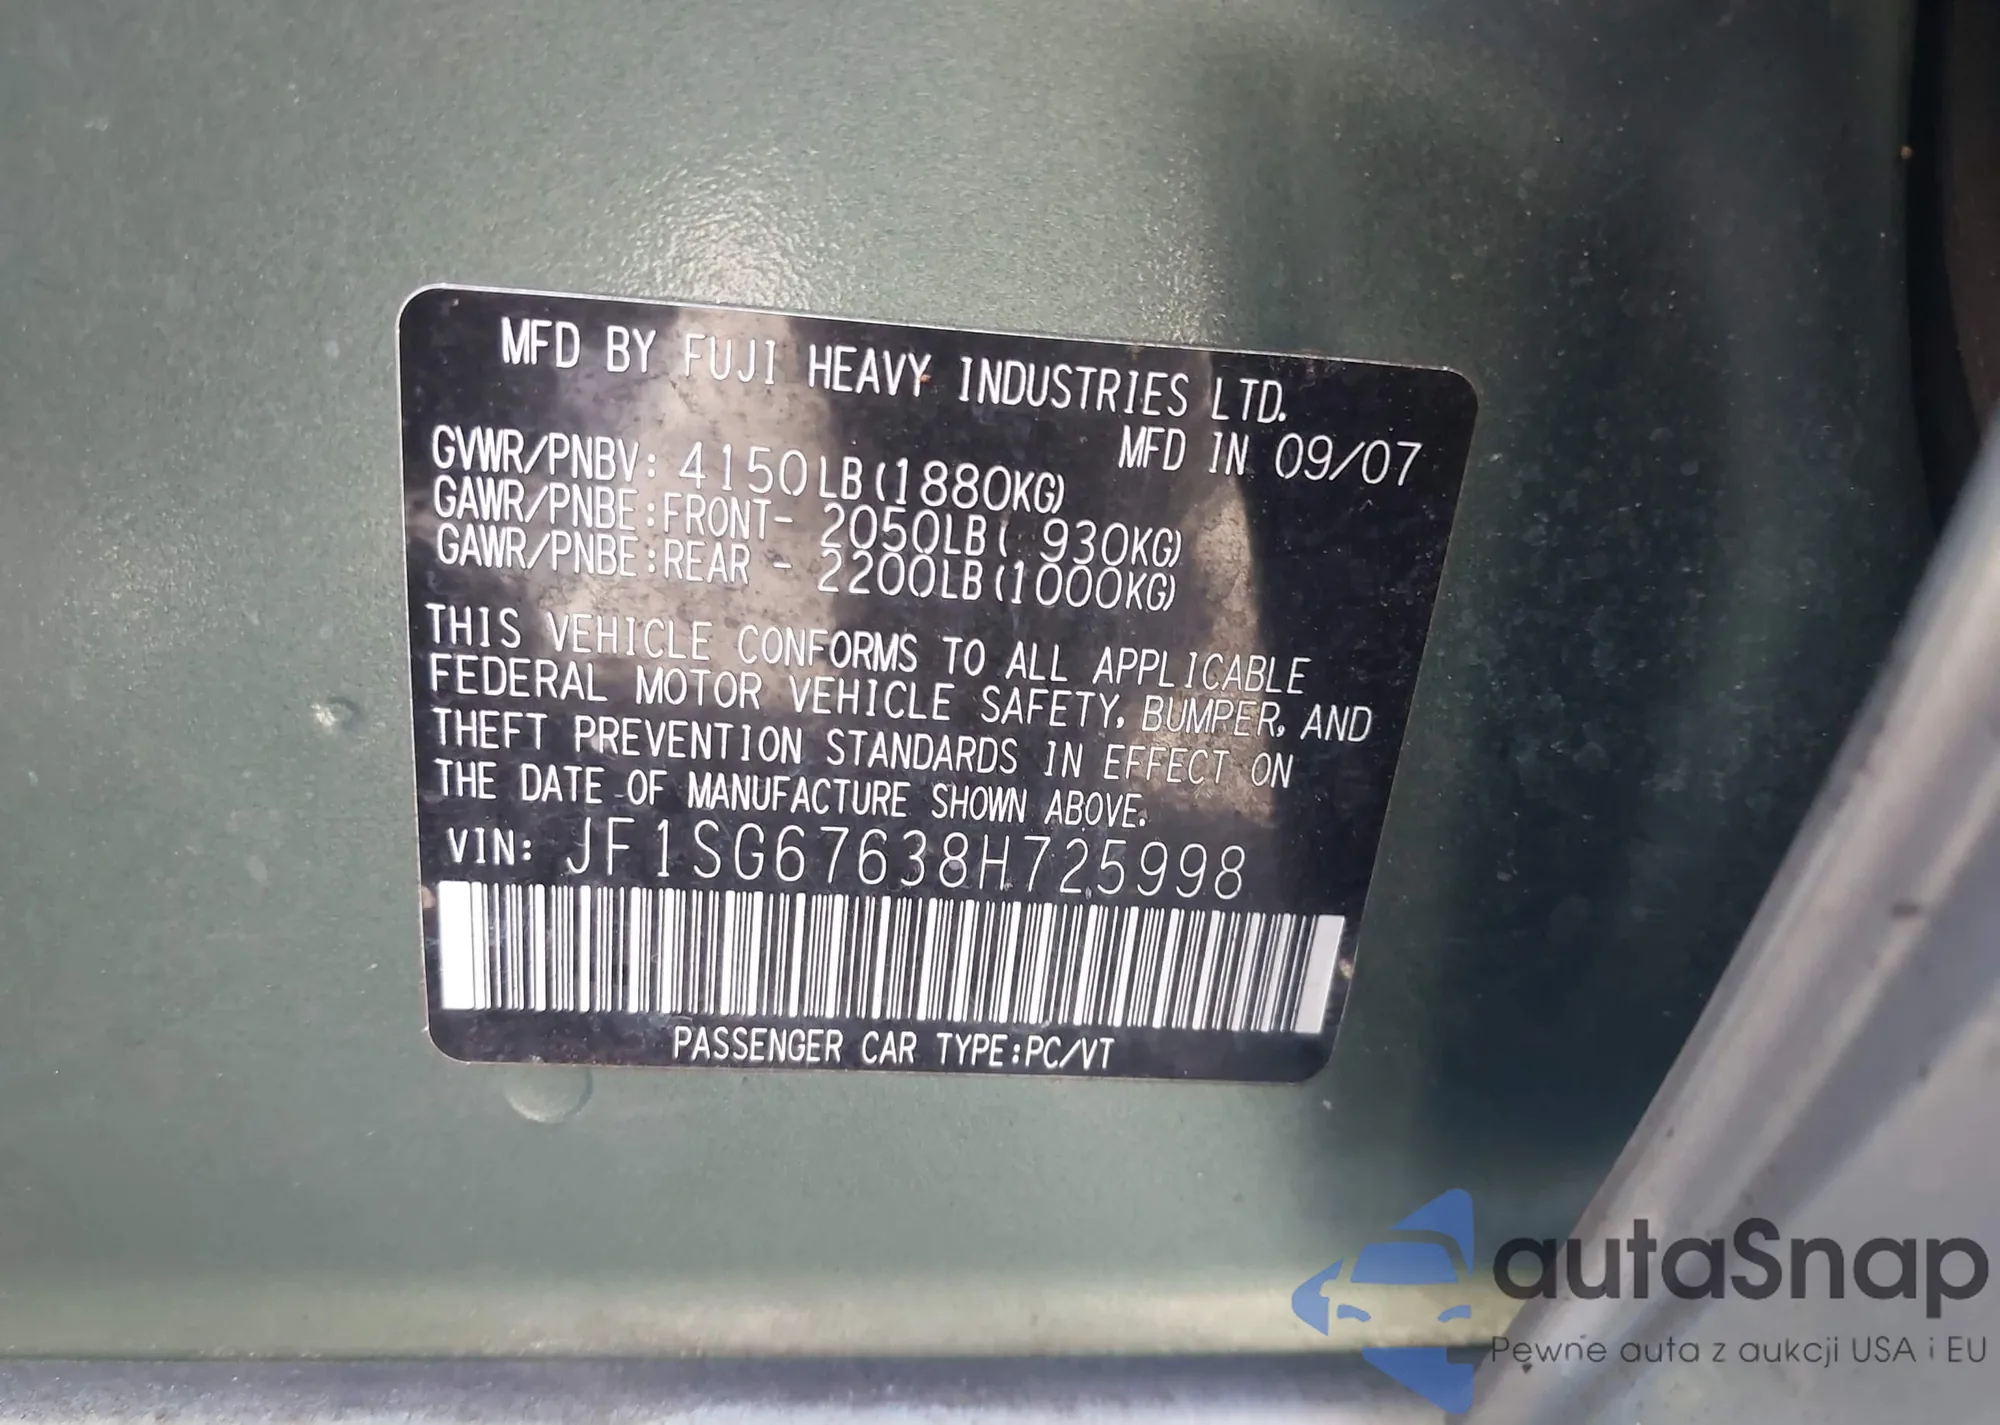 MFD BY FUJI HEAVY INDUSTRIES LTD.
MFD IN 09/07
GVWR/PNBV: 4150LB(1880KG)
GAWR/PNBE:FRONT- 2050LB( 930KG)
GAWR/PNBE:REAR - 2200LB(1000KG)
THIS VEHICLE CONFORMS TO ALL APPLICABLE
FEDERAL MOTOR VEHICLE SAFETY, BUMPER, AND
THEFT PREVENTION STANDARDS IN EFFECT ON
THE DATE OF MANUFACTURE SHOWN ABOVE.
VIN: JF1SG67638H725998
PASSENGER CAR TYPE:PC/VT
autaSnap
Pewne auta z aukcji USA i EU